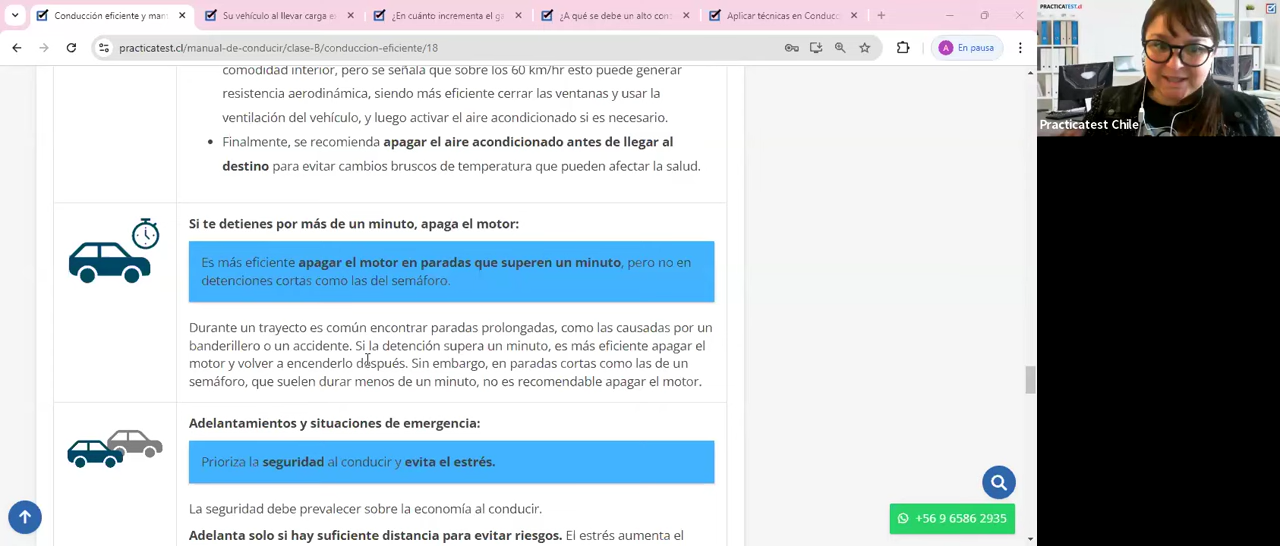 Conducción eficiente y mant
Su vehículo al llevar carga e
¿En cuánto incrementa el ga
¿A qué se debe un alto cons
Aplicar técnicas en Conducc
practicatest.cl/manual-de-conducir/clase-B/conduccion-eficiente/18
A En pausa
PRACTICATEST.cl
Practicatest Chile
comodidad interior, pero se señala que sobre los 60 km/hr esto puede generar
resistencia aerodinámica, siendo más eficiente cerrar las ventanas y usar la
ventilación del vehículo, y luego activar el aire acondicionado si es necesario.
• Finalmente, se recomienda apagar el aire acondicionado antes de llegar al
destino para evitar cambios bruscos de temperatura que pueden afectar la salud.
Si te detienes por más de un minuto, apaga el motor:
Es más eficiente apagar el motor en paradas que superen un minuto, pero no en
detenciones cortas como las del semáforo.
Durante un trayecto es común encontrar paradas prolongadas, como las causadas por un
banderillero o un accidente. Si la detención supera un minuto, es más eficiente apagar el
motor y volver a encenderlo después. Sin embargo, en paradas cortas como las de un
semáforo, que suelen durar menos de un minuto, no es recomendable apagar el motor.
Adelantamientos y situaciones de emergencia:
Prioriza la seguridad al conducir y evita el estrés.
La seguridad debe prevalecer sobre la economía al conducir.
Adelanta solo si hay suficiente distancia para evitar riesgos. El estrés aumenta el
+56 9 6586 2935